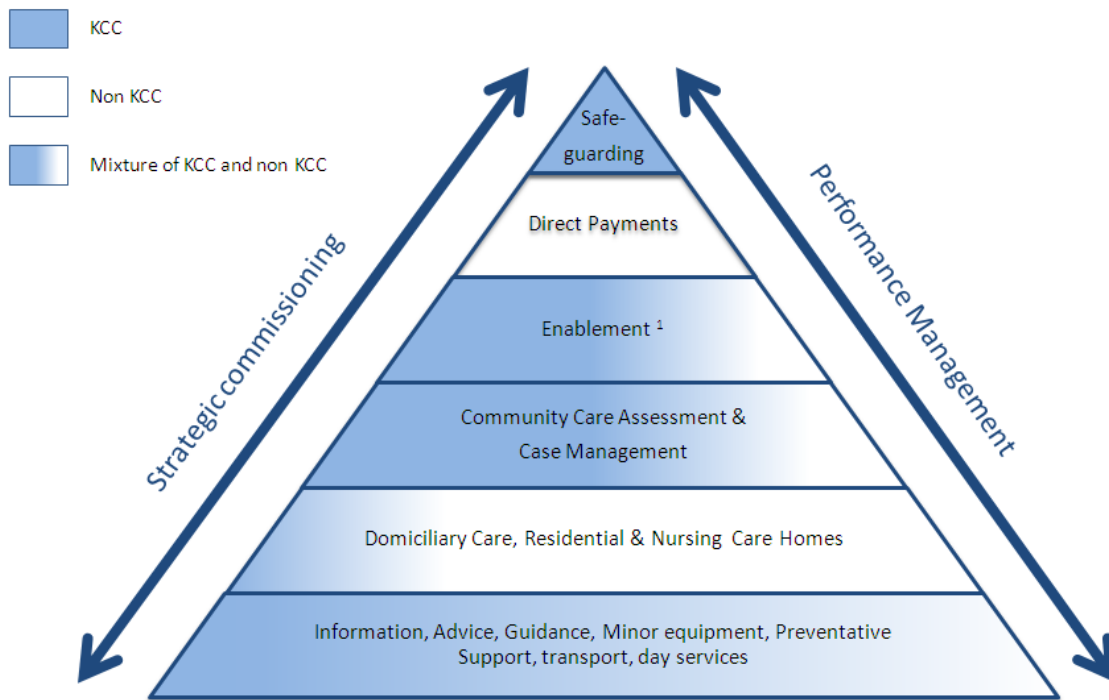 KCC
Non KCC
Mixture of KCC and non KCC
Strategic commissioning
Performance Management
Safe-
guarding
Direct Payments
Enablement ¹
Community Care Assessment &
Case Management
Domiciliary Care, Residential & Nursing Care Homes
Information, Advice, Guidance, Minor equipment, Preventative
Support, transport, day services